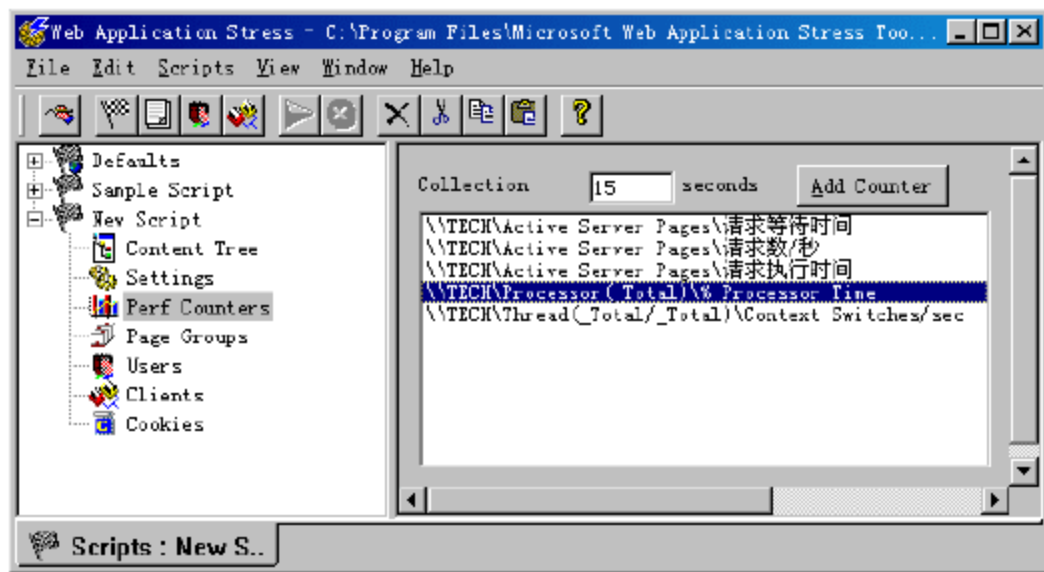 Web Application Stress - C:\Program Files\Microsoft Web Application Stress Too...
File Edit Scripts View Window Help
Defaults
Sample Script
New Script
Content Tree
Settings
Perf Counters
Page Groups
Users
Clients
Cookies
Collection 15 seconds Add Counter
\\TECH\Active Server Pages\请求等待时间
\\TECH\Active Server Pages\请求数/秒
\\TECH\Active Server Pages\请求执行时间
\\TECH\Processor(_Total)\% Processor Time
\\TECH\Thread(_Total/_Total)\Context Switches/sec
Scripts : New S..